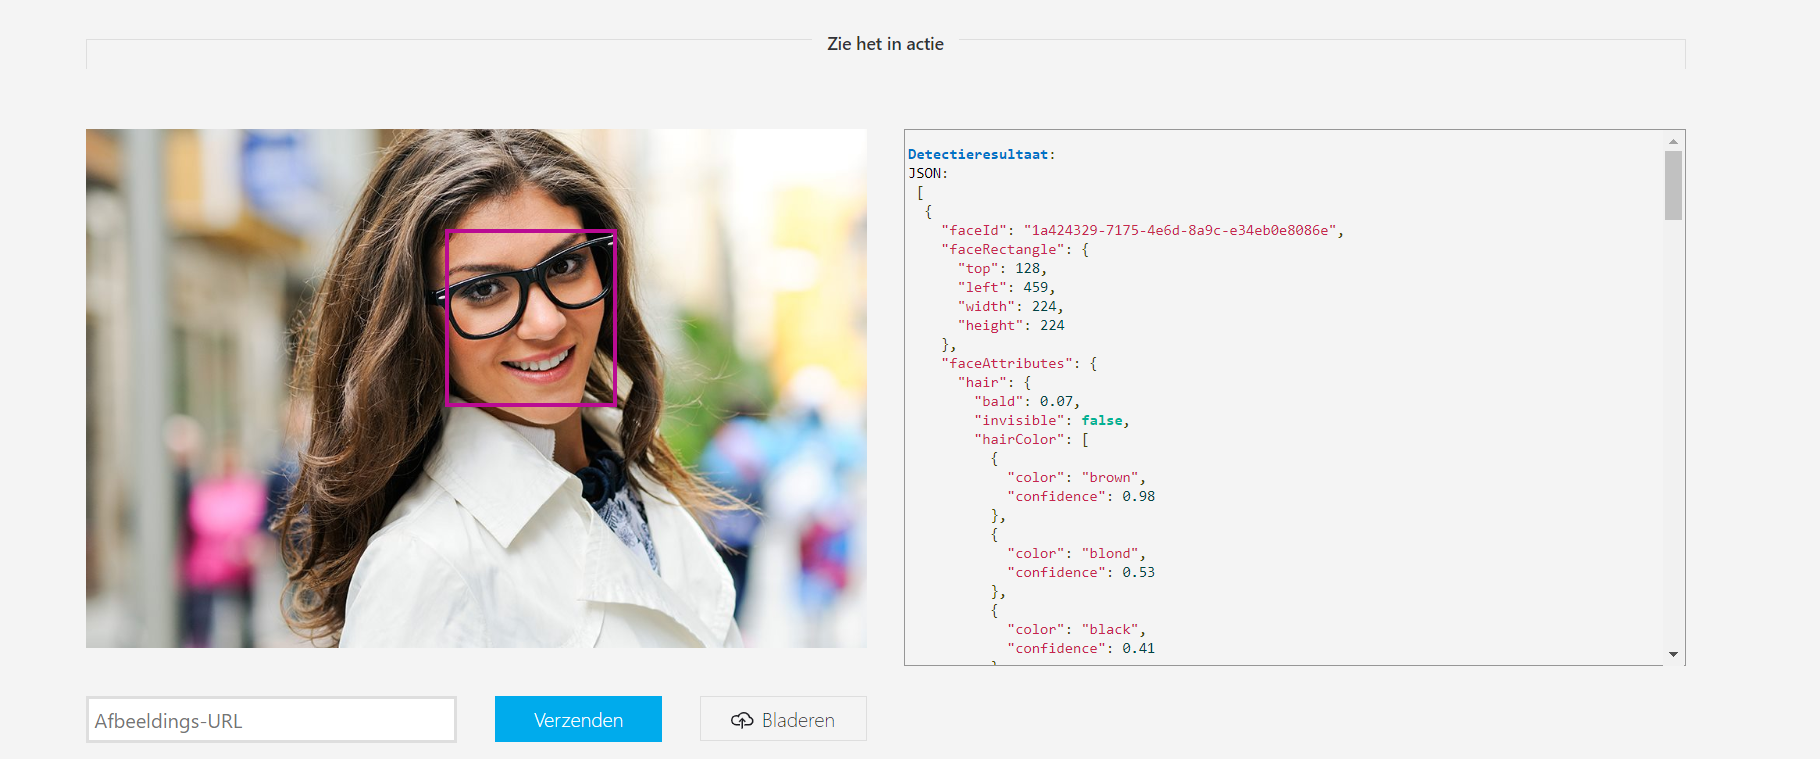 Zie het in actie
Detectieresultaat:
JSON:
[
{
"faceId": "1a424329-7175-4e6d-8a9c-e34eb0e8086e",
"faceRectangle": {
"top": 128,
"left": 459,
"width": 224,
"height": 224
},
"faceAttributes": {
"hair": {
"bald": 0.07,
"invisible": false,
"hairColor": [
{
"color": "brown",
"confidence": 0.98
},
{
"color": "blond",
"confidence": 0.53
},
{
"color": "black",
"confidence": 0.41
}
Afbeeldings-URL
Verzenden
Bladeren